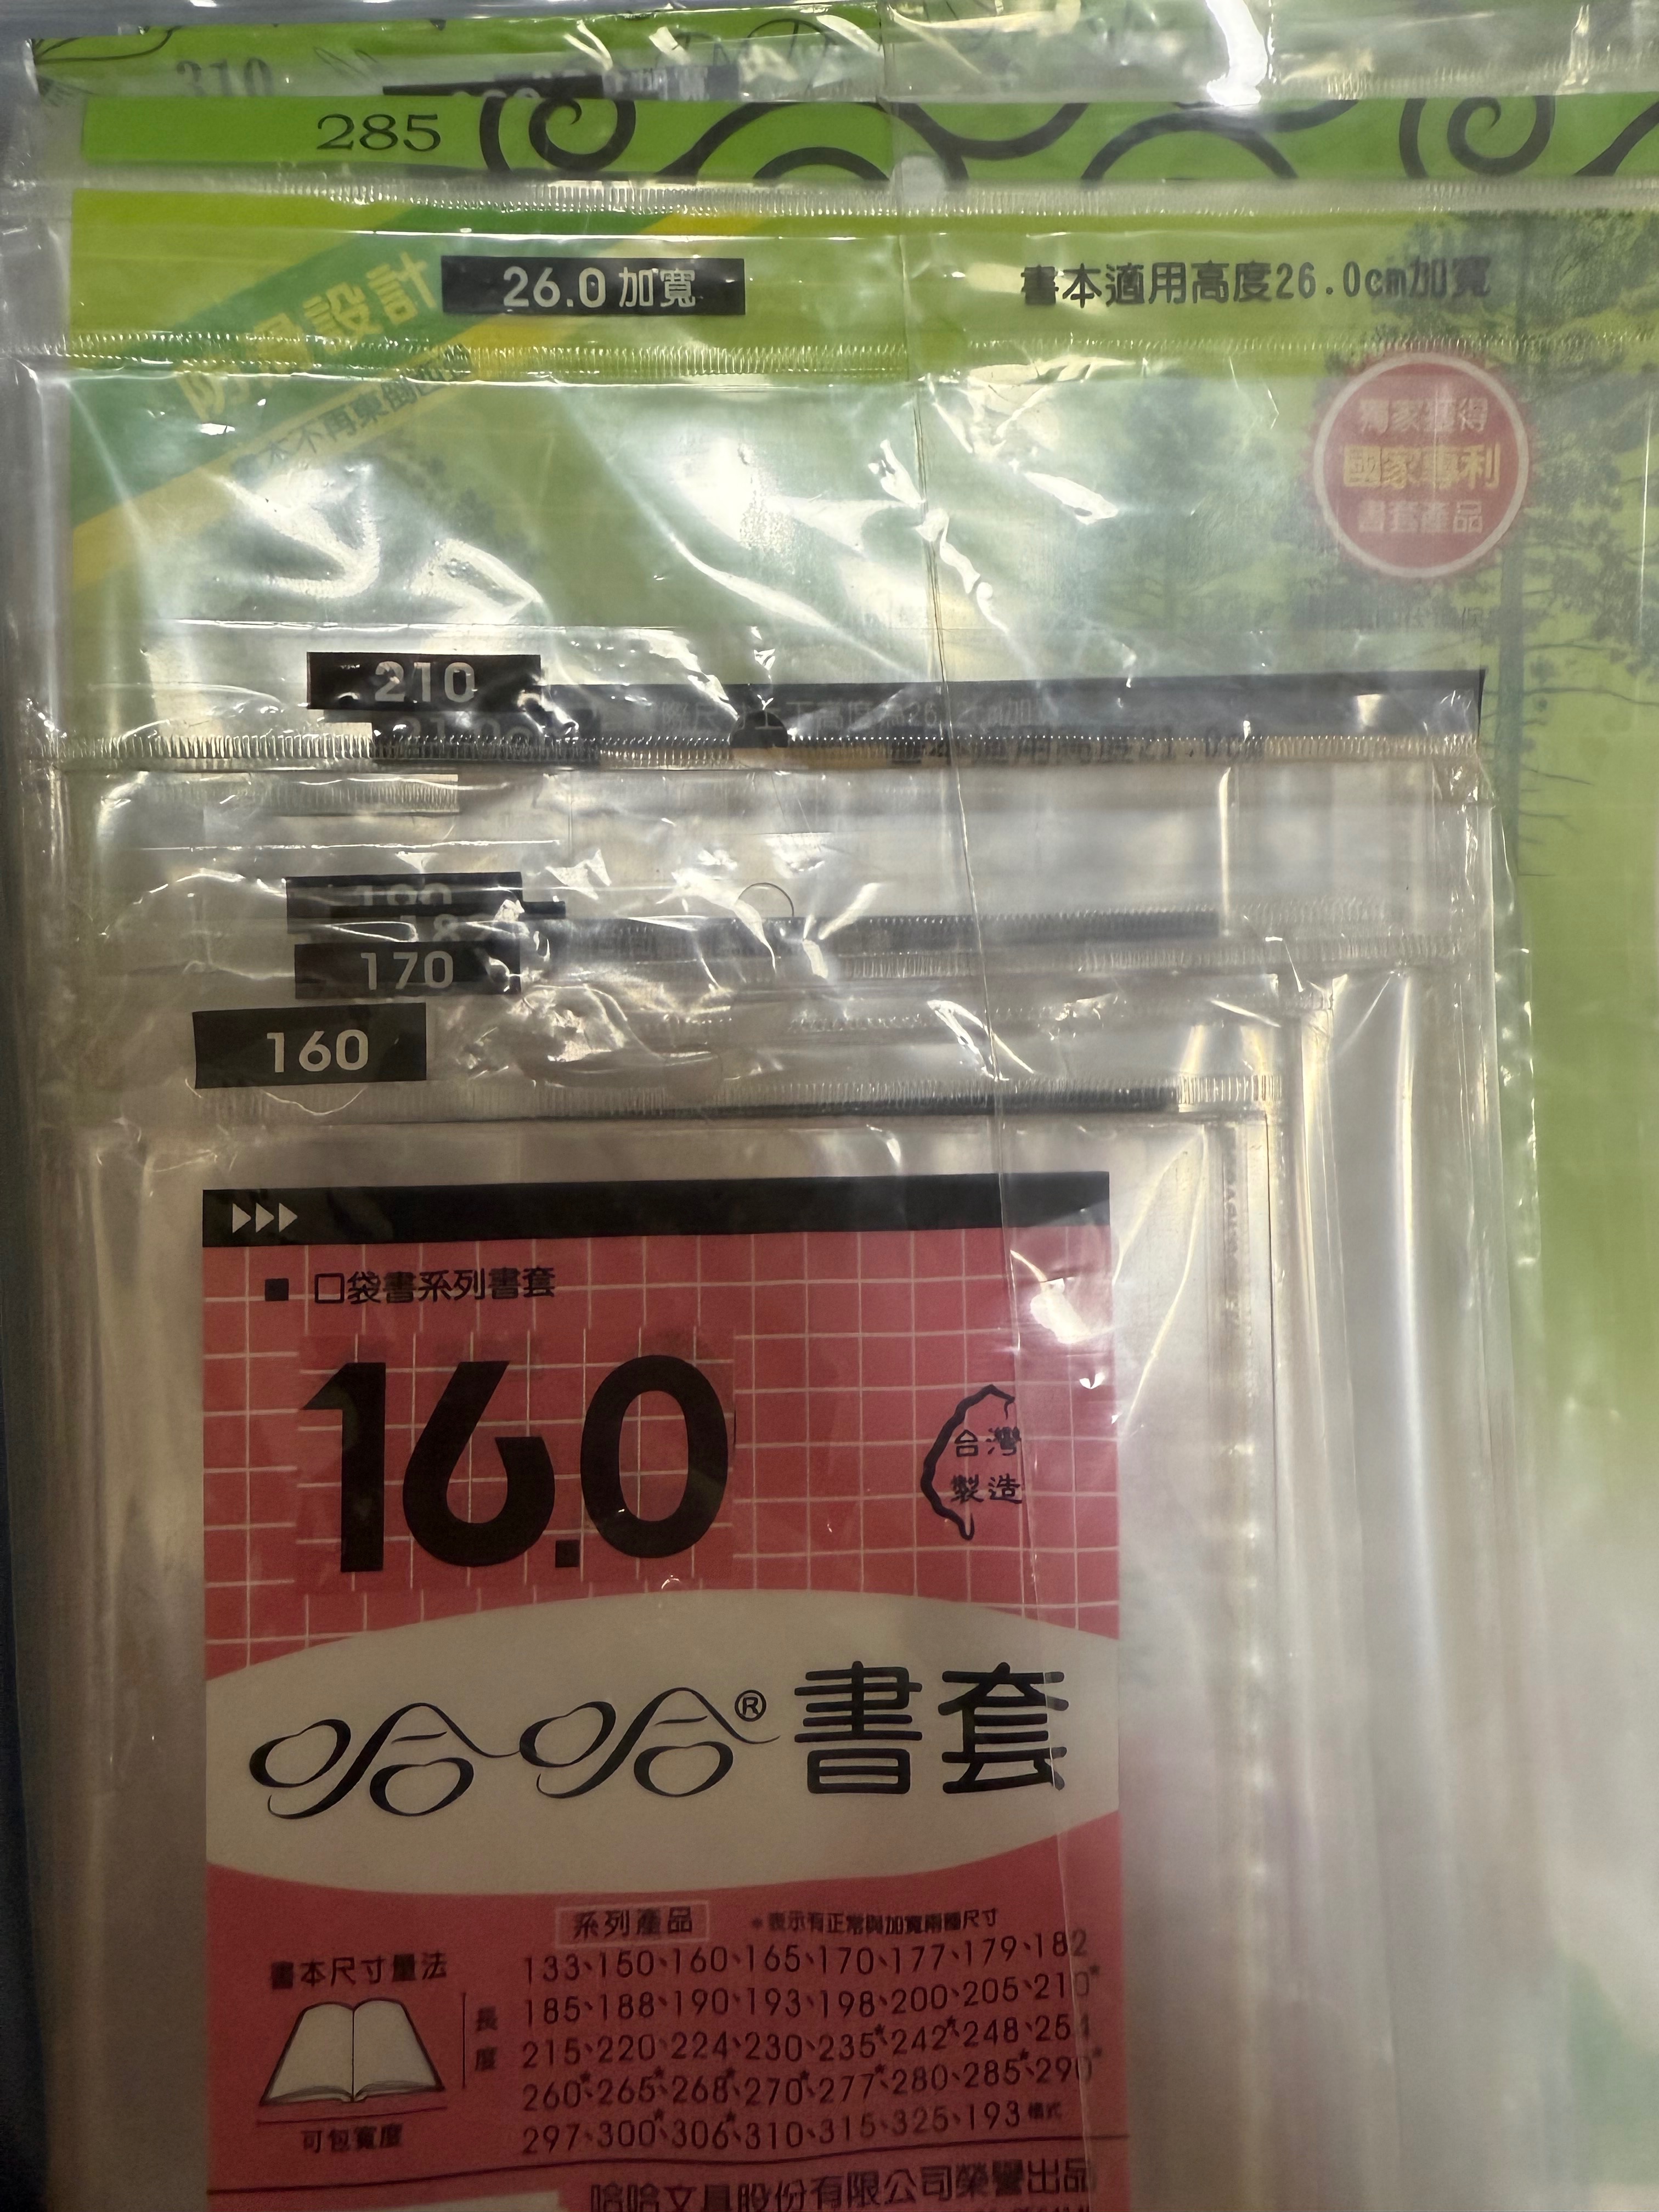 310
285
26.0加寬
書本適用高度26.0cm加寬
設計
本不再東倒西
獨家獲得
國家專利
書套產品
210
170
160
■ 口袋書系列書套
16.0
台灣
製造
哈哈®書套
系列產品 *表示有正常與加寬兩種尺寸
書本尺寸量法
長度
可包寬度
133、150、160、165、170、177、179、182
185、188、190、193、198、200、205、210*
215、220、224、230、235*、242*、248、254
260*、265*、268*、270*、277*、280、285*、290*
297、300*、306*、310、315、325、193橫式
哈哈文具股份有限公司榮譽出品